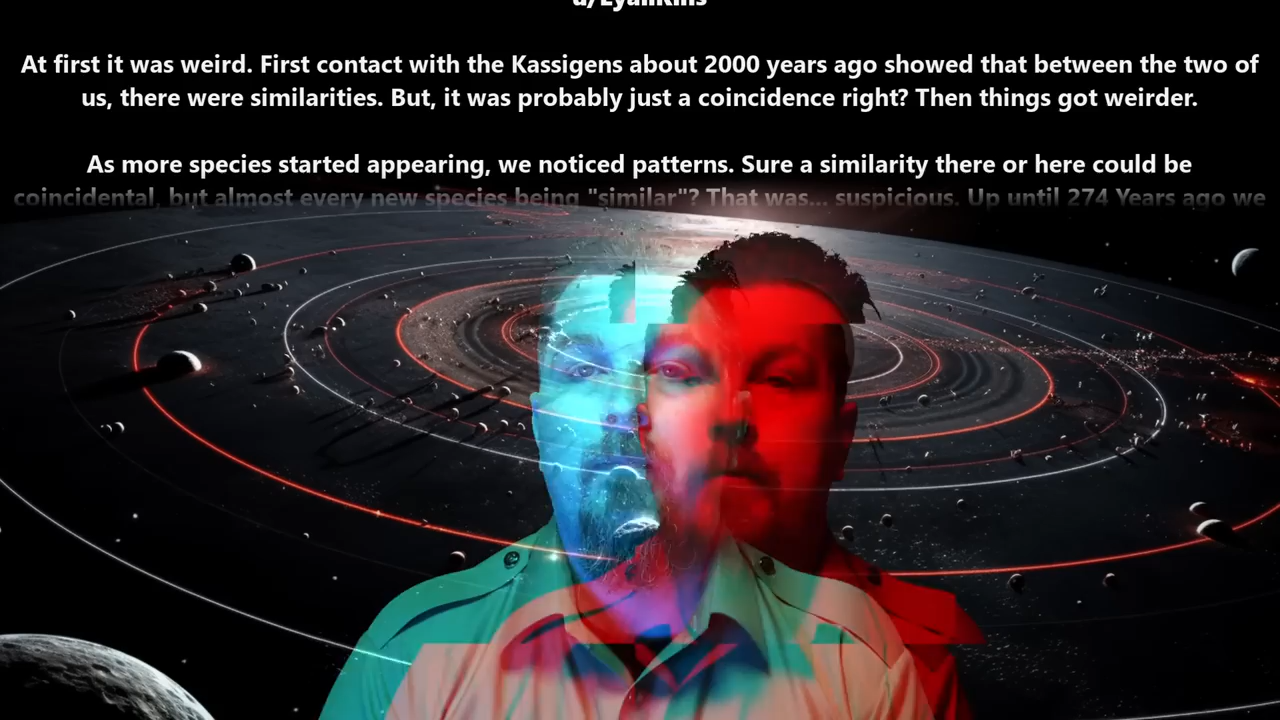 u/EyanKins
At first it was weird. First contact with the Kassigens about 2000 years ago showed that between the two of
us, there were similarities. But, it was probably just a coincidence right? Then things got weirder.
As more species started appearing, we noticed patterns. Sure a similarity there or here could be
coincidental, but almost every new species being "similar"? That was... suspicious. Up until 274 Years ago we